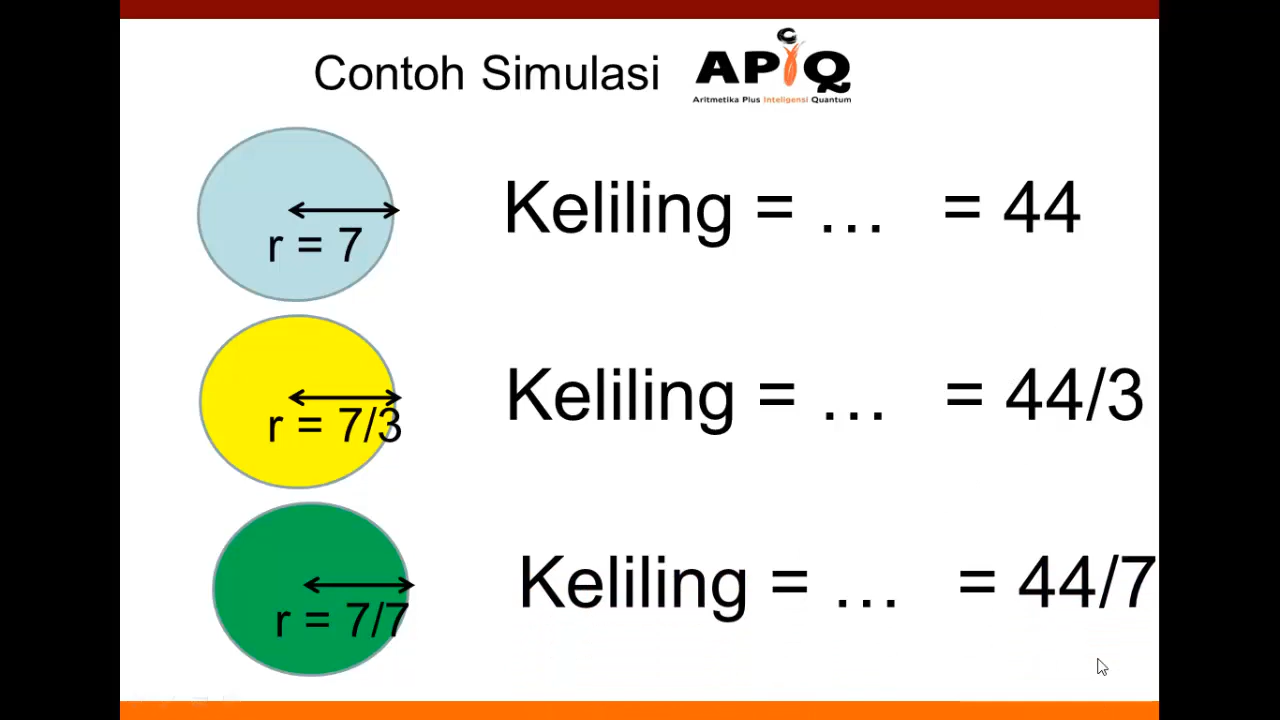 Contoh Simulasi
APIQ
Aritmetika Plus Inteligensi Quantum
r = 7
Keliling = … = 44
r = 7/3
Keliling = … = 44/3
r = 7/7
Keliling = … = 44/7